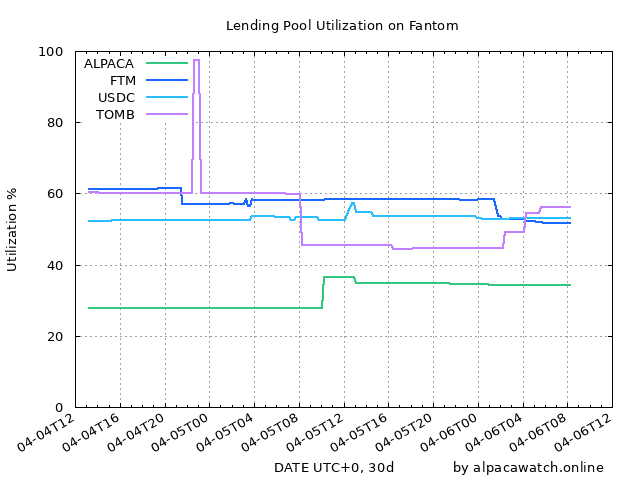 Lending Pool Utilization on Fantom
ALPACA
FTM
USDC
TOMB
Utilization %
100
80
60
40
20
0
04-04T12
04-04T16
04-04T20
04-05T00
04-05T04
04-05T08
04-05T12
04-05T16
04-05T20
04-06T00
04-06T04
04-06T08
04-06T12
DATE UTC+0, 30d
by alpacawatch.online